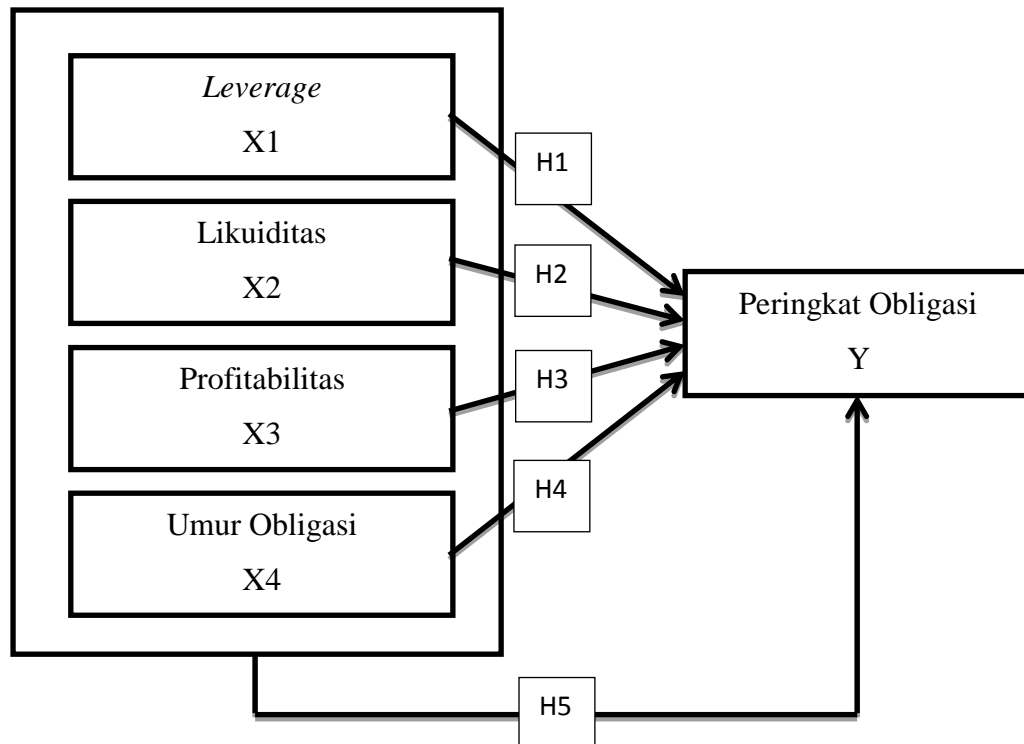 Leverage
X1
Likuiditas
X2
Profitabilitas
X3
Umur Obligasi
X4
H1
H2
H3
H4
Peringkat Obligasi
Y
H5